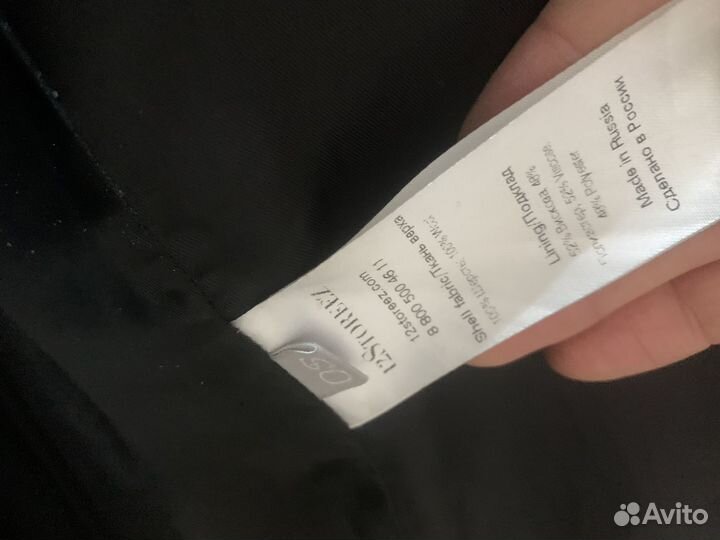 12STOREEZ
12storeez.com
8 800 500 46 11
Shell fabric/Ткань верха
100% Шерсть, 100% Wool
Lining/Подклад
52% Вискоза 48%
Полиэстер, 52% Viscose,
48% Polyester
Made in Russia
Сделано в России
Avito